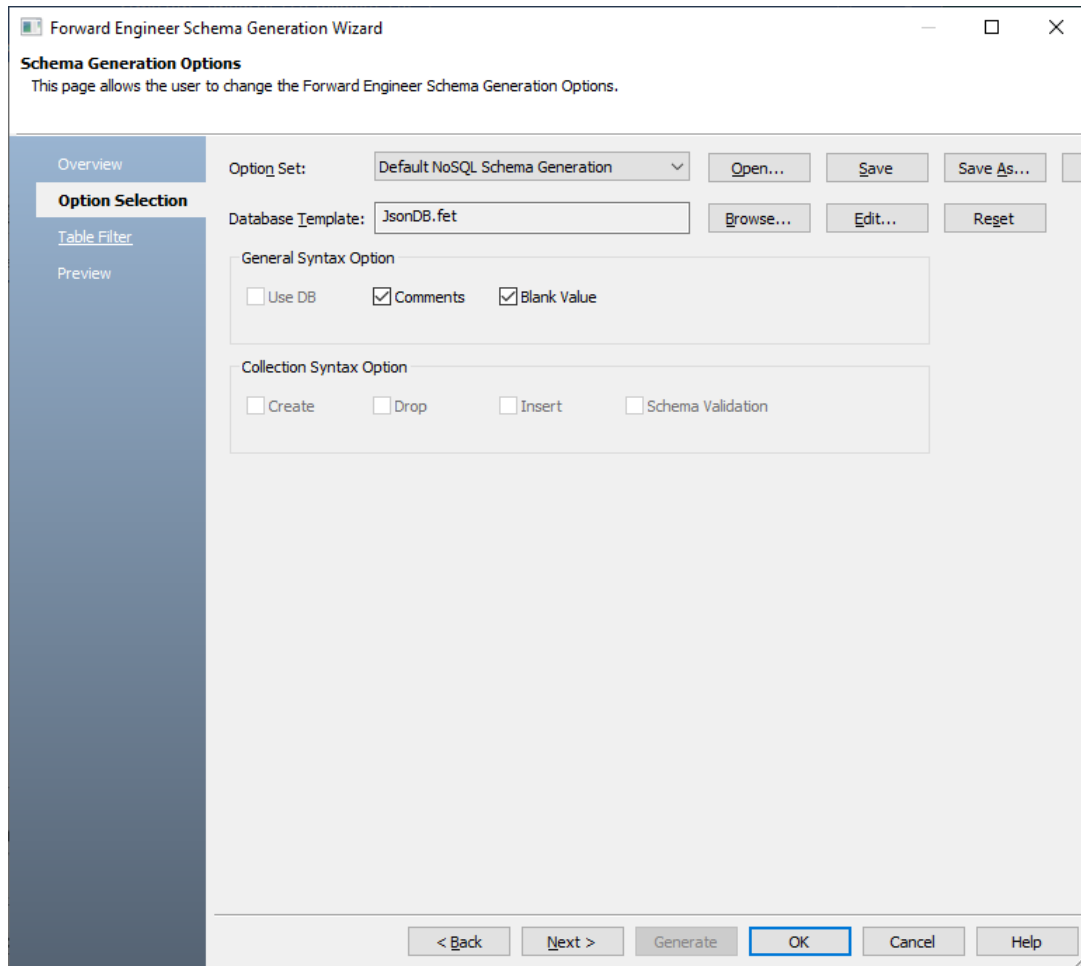 Forward Engineer Schema Generation Wizard
Schema Generation Options
This page allows the user to change the Forward Engineer Schema Generation Options.
Overview
Option Selection
Table Filter
Preview
Option Set: Default NoSQL Schema Generation Open... Save Save As...
Database Template: JsonDB.fet Browse... Edit... Reset
General Syntax Option
Use DB Comments Blank Value
Collection Syntax Option
Create Drop Insert Schema Validation
< Back Next > Generate OK Cancel Help